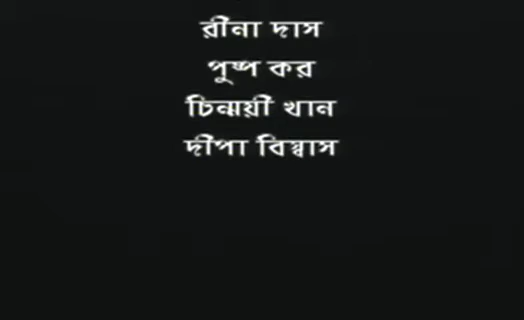 রীনা দাস
পুষ্প কর
চিন্ময়ী খান
দীপা বিশ্বাস